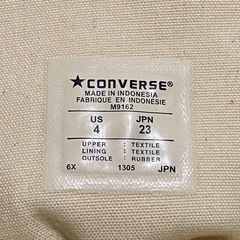 ★CONVERSE®
MADE IN INDONESIA
FABRIQUE EN INDONÉSIE
M9162
US JPN
4 23
UPPER : TEXTILE
LINING : TEXTILE
OUTSOLE : RUBBER
6X 1305 JPN